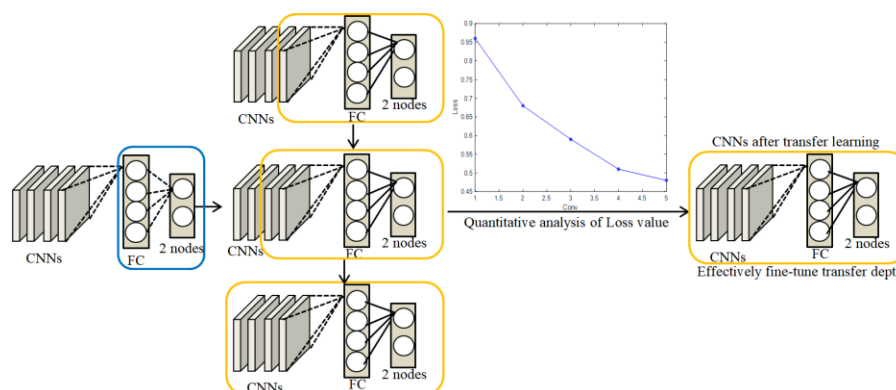 CNNs
FC
2 nodes
CNNs
FC
2 nodes
CNNs
FC
2 nodes
CNNs
FC
2 nodes
0.9
0.85
0.8
0.75
0.7
0.65
0.6
0.55
0.5
0.45
Loss
1
1.5
2
2.5
3
3.5
4
4.5
5
Conv
Quantitative analysis of Loss value
CNNs after transfer learning
CNNs
FC
2 nodes
Effectively fine-tune transfer dept